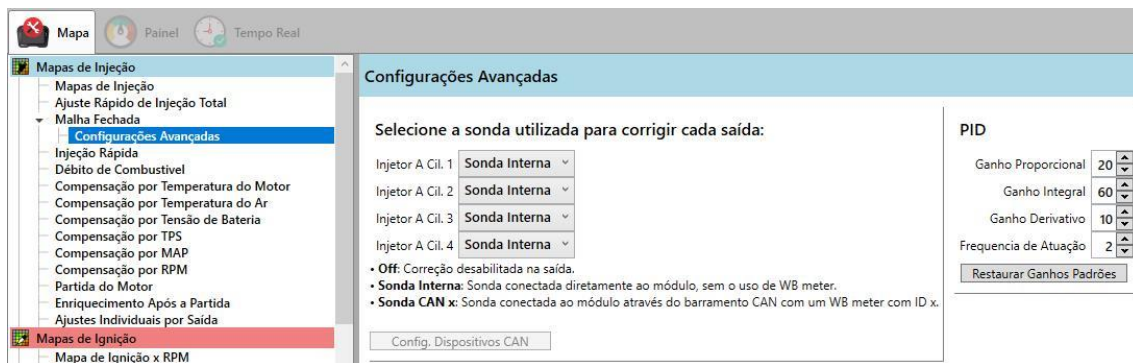 Mapa
Painel
Tempo Real
Mapas de Injeção
Mapas de Injeção
Ajuste Rápido de Injeção Total
Malha Fechada
Configurações Avançadas
Injeção Rápida
Débito de Combustivel
Compensação por Temperatura do Motor
Compensação por Temperatura do Ar
Compensação por Tensão de Bateria
Compensação por TPS
Compensação por MAP
Compensação por RPM
Partida do Motor
Enriquecimento Após a Partida
Ajustes Individuais por Saída
Mapas de Ignição
Mapa de Ignição x RPM
Configurações Avançadas
Selecione a sonda utilizada para corrigir cada saída:
Injetor A Cil. 1 Sonda Interna
Injetor A Cil. 2 Sonda Interna
Injetor A Cil. 3 Sonda Interna
Injetor A Cil. 4 Sonda Interna
• Off: Correção desabilitada na saída.
• Sonda Interna: Sonda conectada diretamente ao módulo, sem o uso de WB meter.
• Sonda CAN x: Sonda conectada ao módulo através do barramento CAN com um WB meter com ID x.
Config. Dispositivos CAN
PID
Ganho Proporcional 20
Ganho Integral 60
Ganho Derivativo 10
Frequencia de Atuação 2
Restaurar Ganhos Padrões